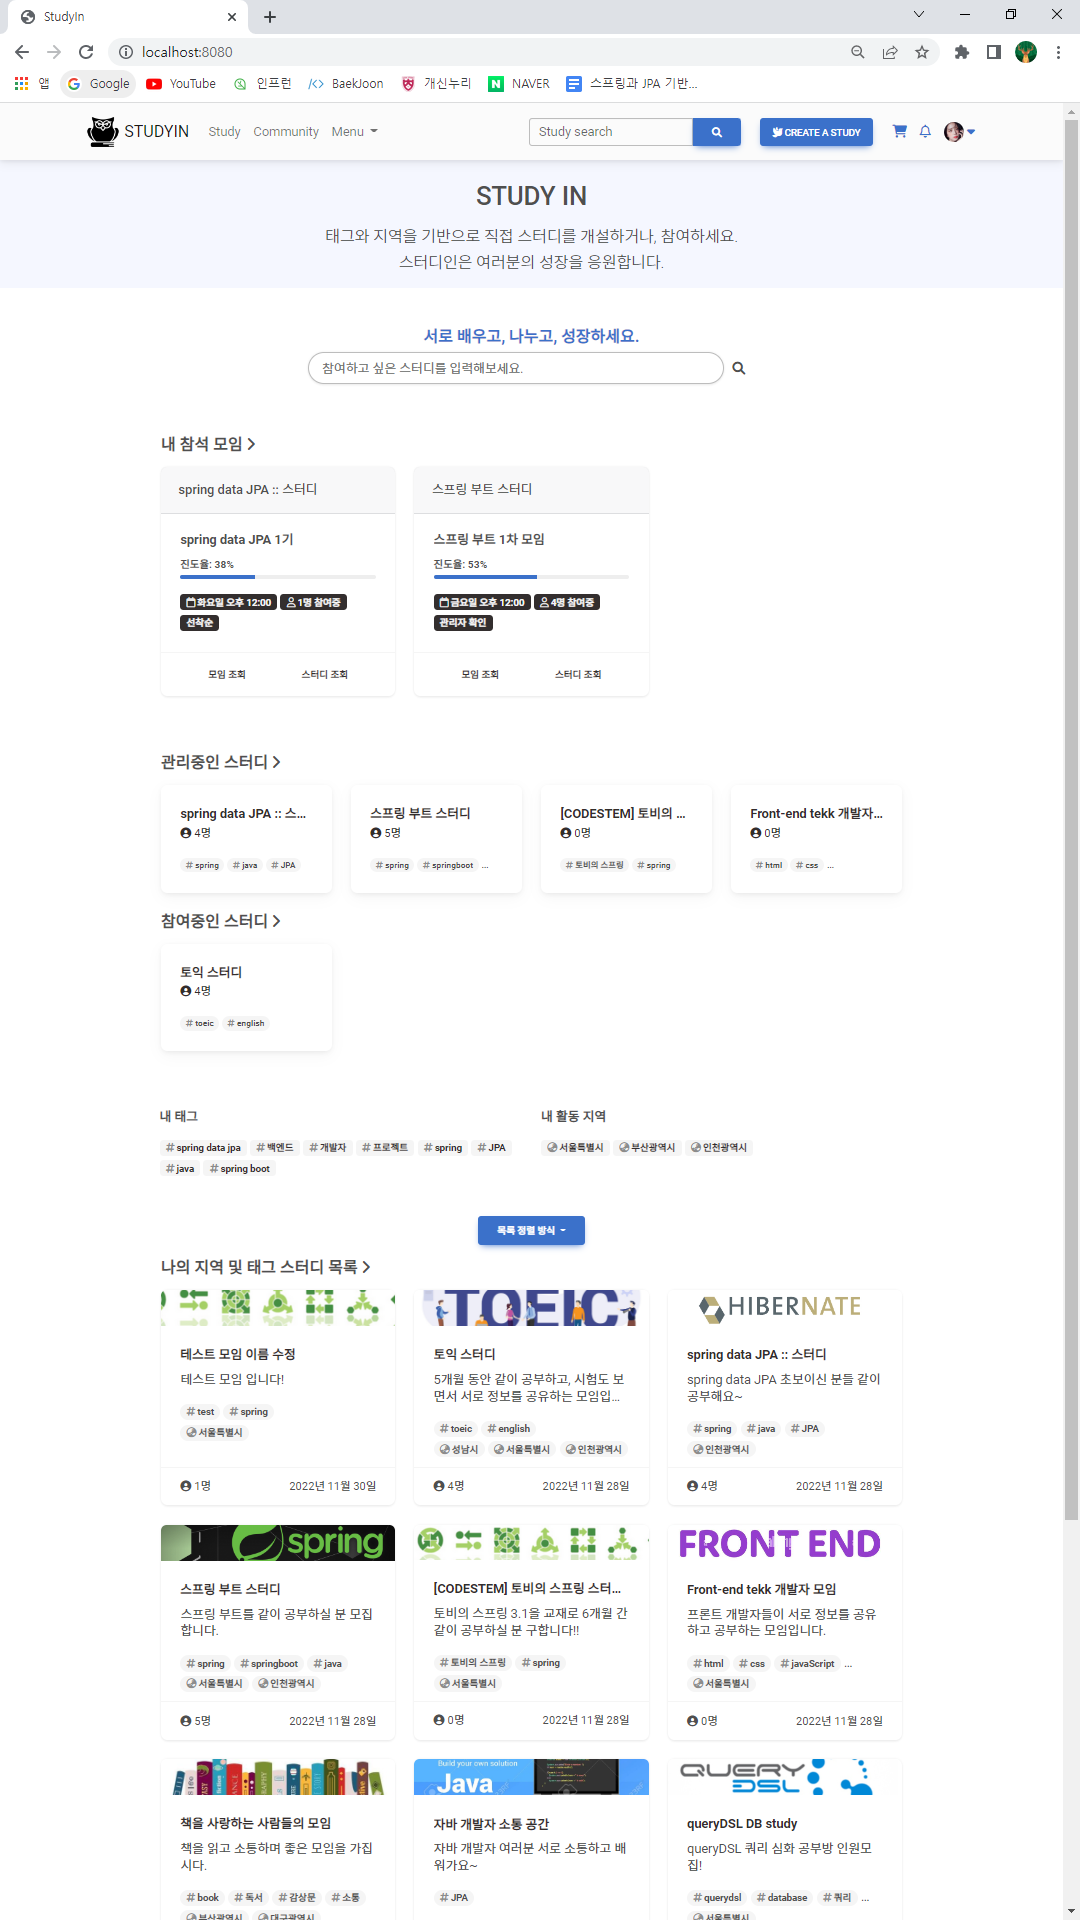 StudyIn
localhost:8080
앱 Google YouTube 인프런 BaekJoon 개신누리 NAVER 스프링과 JPA 기반...
STUDYIN Study Community Menu Study search CREATE A STUDY
STUDY IN
태그와 지역을 기반으로 직접 스터디를 개설하거나, 참여하세요.
스터디인은 여러분의 성장을 응원합니다.
서로 배우고, 나누고, 성장하세요.
참여하고 싶은 스터디를 입력해보세요.
내 참석 모임
spring data JPA :: 스터디
spring data JPA 1기
진도율: 38%
화요일 오후 12:00 1명 참여중
선착순
모임 조회 스터디 조회
스프링 부트 스터디
스프링 부트 1차 모임
진도율: 53%
금요일 오후 12:00 4명 참여중
관리자 확인
모임 조회 스터디 조회
관리중인 스터디
spring data JPA :: 스...
4명
# spring # java # JPA
스프링 부트 스터디
5명
# spring # springboot ...
[CODESTEM] 토비의 ...
0명
# 토비의 스프링 # spring
Front-end tekk 개발자...
0명
# html # css ...
참여중인 스터디
토익 스터디
4명
# toeic # english
내 태그
# spring data jpa # 백엔드 # 개발자 # 프로젝트 # spring # JPA
# java # spring boot
내 활동 지역
서울특별시 부산광역시 인천광역시
목록 정렬 방식
나의 지역 및 태그 스터디 목록
테스트 모임 이름 수정
테스트 모임 입니다!
# test # spring
서울특별시
1명 2022년 11월 30일
TOEIC
토익 스터디
5개월 동안 같이 공부하고, 시험도 보
면서 서로 정보를 공유하는 모임입...
# toeic # english
성남시 서울특별시 인천광역시
4명 2022년 11월 28일
HIBERNATE
spring data JPA :: 스터디
spring data JPA 초보이신 분들 같이
공부해요~
# spring # java # JPA
인천광역시
4명 2022년 11월 28일
spring
스프링 부트 스터디
스프링 부트를 같이 공부하실 분 모집
합니다.
# spring # springboot # java
서울특별시 인천광역시
5명 2022년 11월 28일
[CODESTEM] 토비의 스프링 스터...
토비의 스프링 3.1을 교재로 6개월 간
같이 공부하실 분 구합니다!!
# 토비의 스프링 # spring
서울특별시
0명 2022년 11월 28일
FRONT END
Front-end tekk 개발자 모임
프론트 개발자들이 서로 정보를 공유
하고 공부하는 모임입니다.
# html # css # javaScript ...
서울특별시
0명 2022년 11월 28일
책을 사랑하는 사람들의 모임
책을 읽고 소통하며 좋은 모임을 가집
시다.
# book # 독서 # 감상문 # 소통
부산광역시 대구광역시
Build your own solution
Java
자바 개발자 소통 공간
자바 개발자 여러분 서로 소통하고 배
워가요~
# JPA
QUERY
DSL
queryDSL DB study
queryDSL 쿼리 심화 공부방 인원모
집!
# querydsl # database # 쿼리 ...
서울특별시